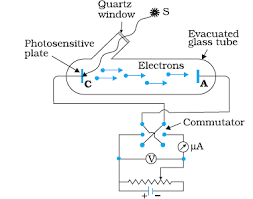 Quartz
window
S
Evacuated
glass tube
Photosensitive
plate
Electrons
C
A
Commutator
μA
V
+
−